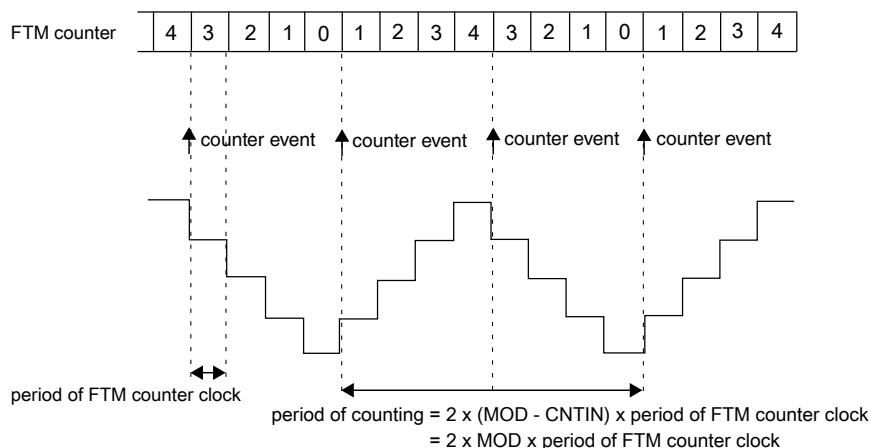 FTM counter 4 3 2 1 0 1 2 3 4 3 2 1 0 1 2 3 4
counter event counter event counter event counter event
period of FTM counter clock
period of counting = 2 x (MOD - CNTIN) x period of FTM counter clock
= 2 x MOD x period of FTM counter clock